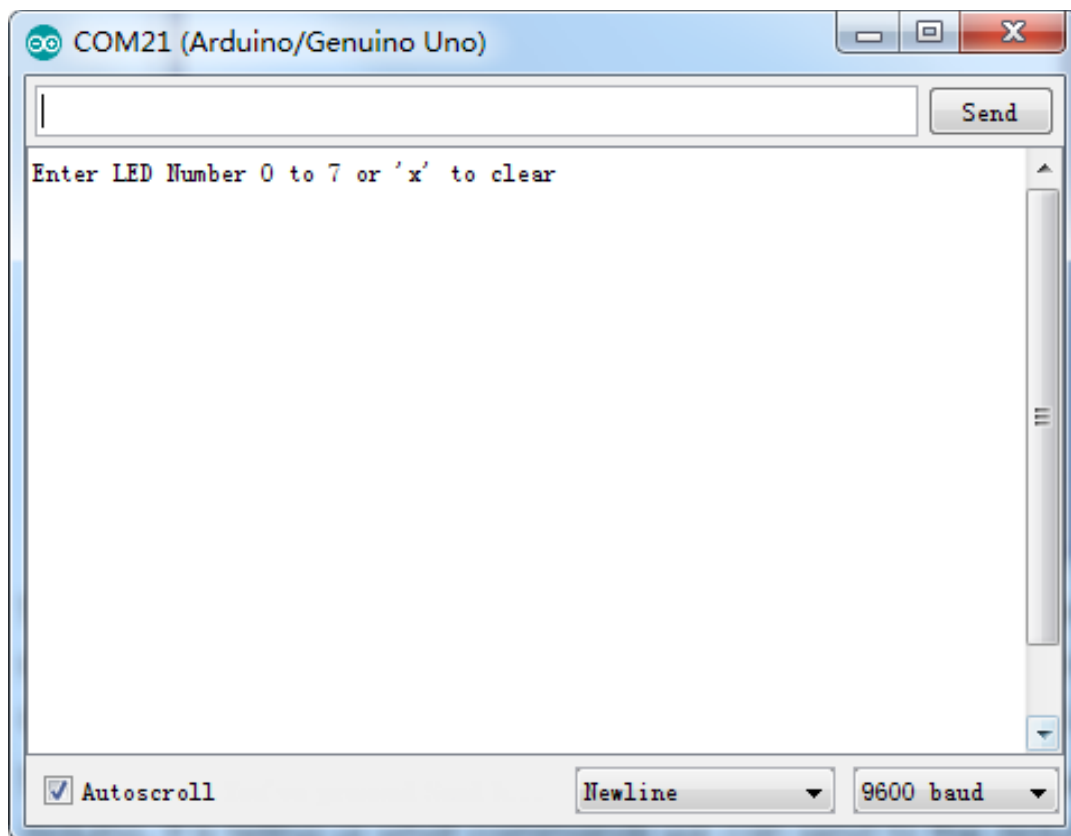 COM21 (Arduino/Genuino Uno)
Send
Enter LED Number 0 to 7 or 'x' to clear
Autoscroll
Newline
9600 baud